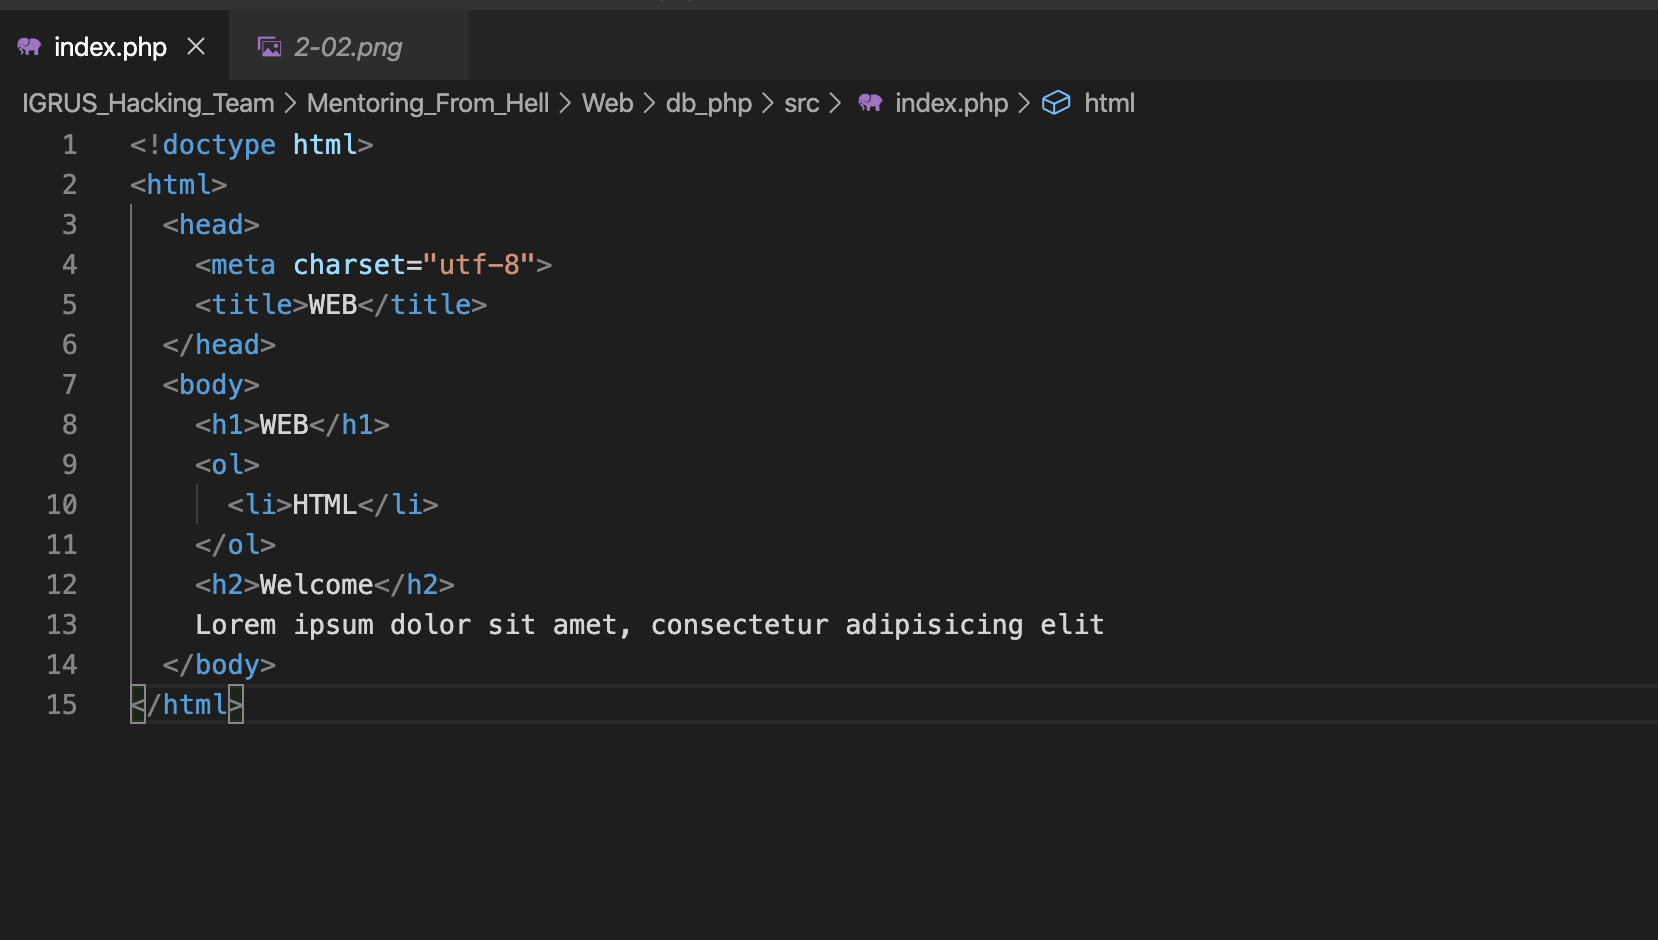 index.php
2-02.png
IGRUS_Hacking_Team > Mentoring_From_Hell > Web > db_php > src > index.php > html
1 <!doctype html>
2 <html>
3   <head>
4     <meta charset="utf-8">
5     <title>WEB</title>
6   </head>
7   <body>
8     <h1>WEB</h1>
9     <ol>
10       <li>HTML</li>
11     </ol>
12     <h2>Welcome</h2>
13     Lorem ipsum dolor sit amet, consectetur adipisicing elit
14   </body>
15 </html>